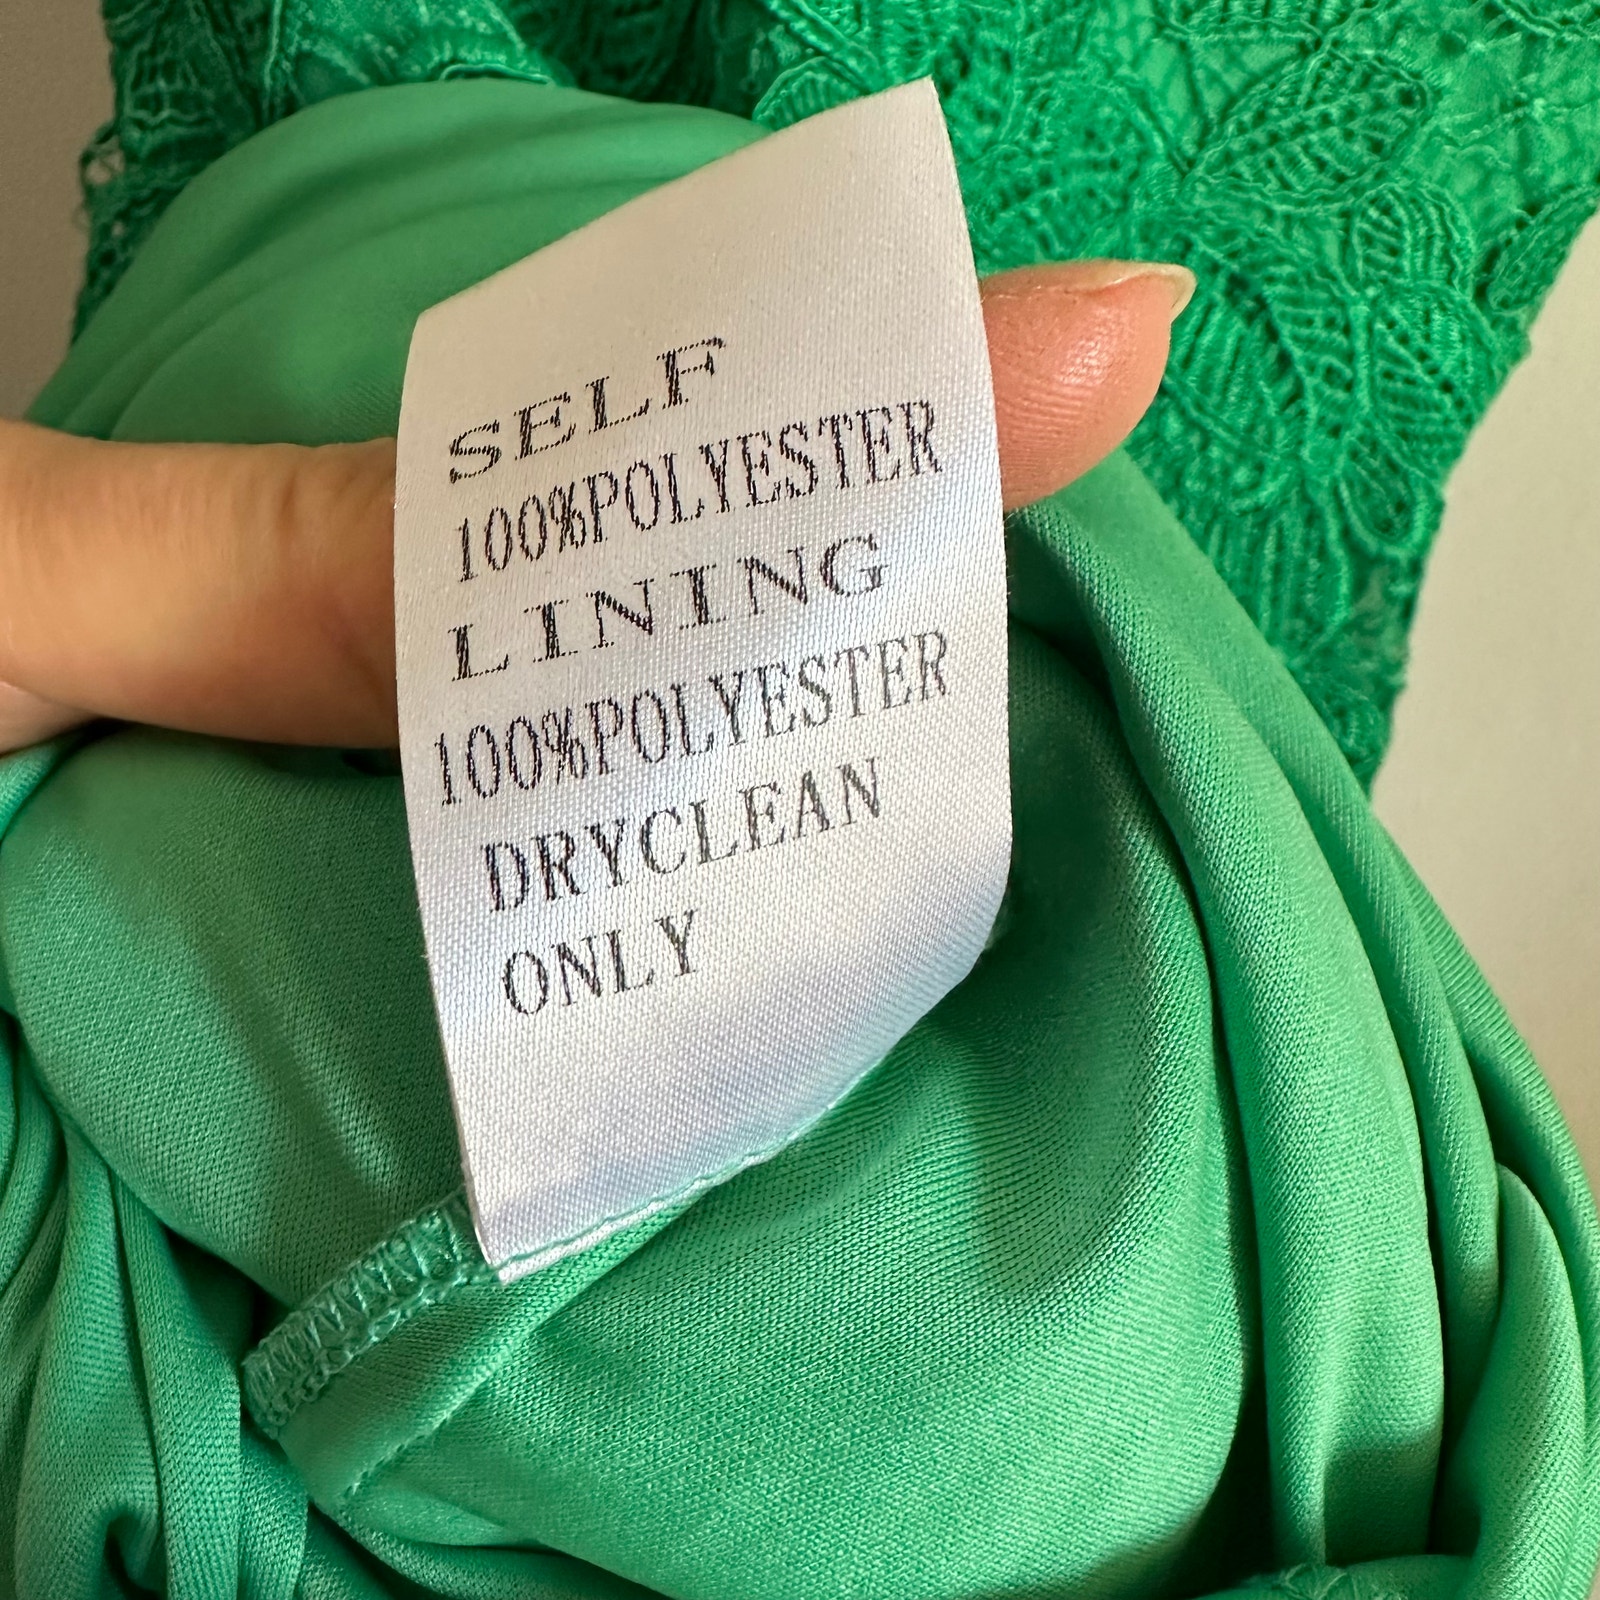 SELF
100%POLYESTER
LINING
100%POLYESTER
DRYCLEAN
ONLY